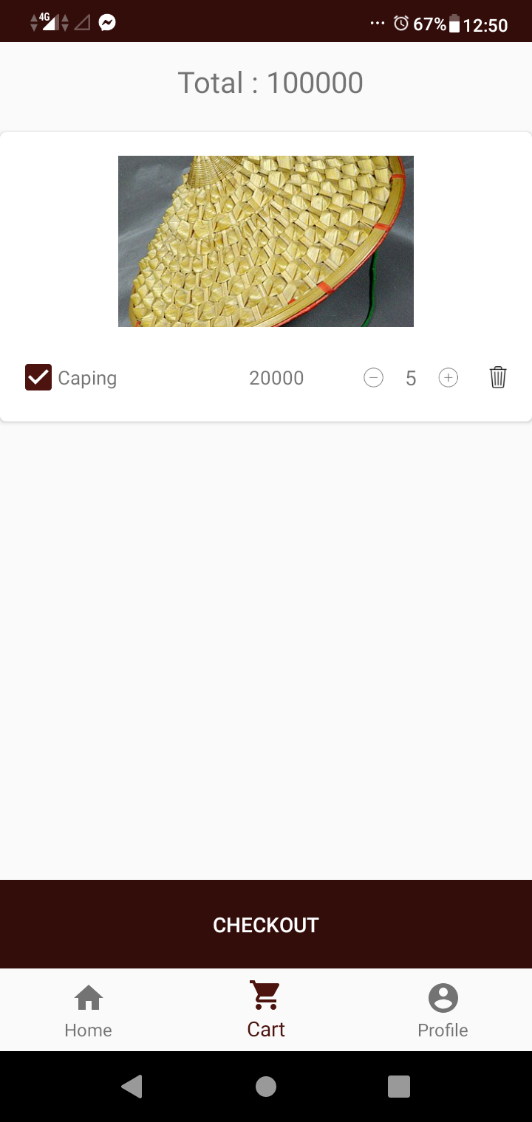 4G 67% 12:50
Total : 100000
Caping 20000 5
CHECKOUT
Home Cart Profile